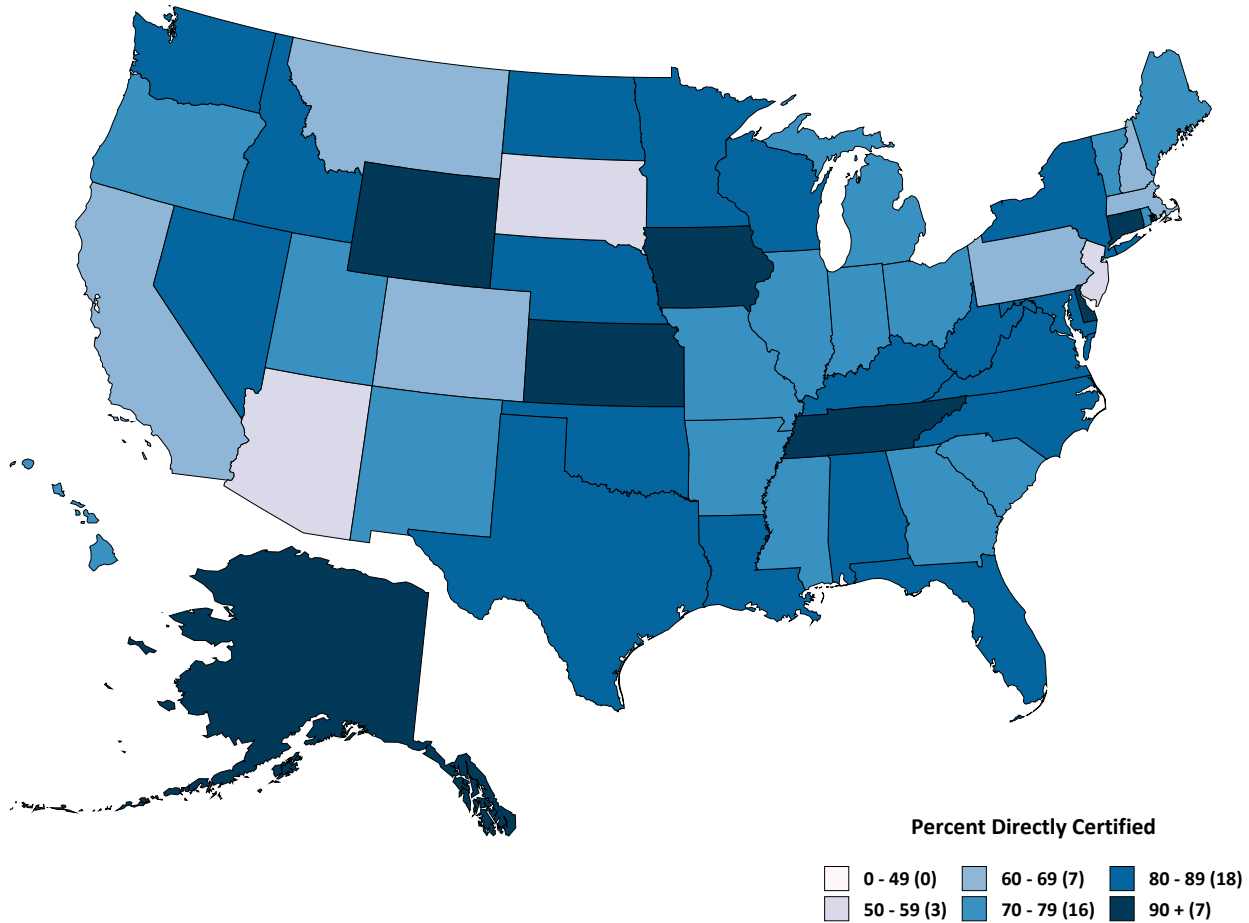 Percent Directly Certified
0 - 49 (0) 60 - 69 (7) 80 - 89 (18)
50 - 59 (3) 70 - 79 (16) 90 + (7)